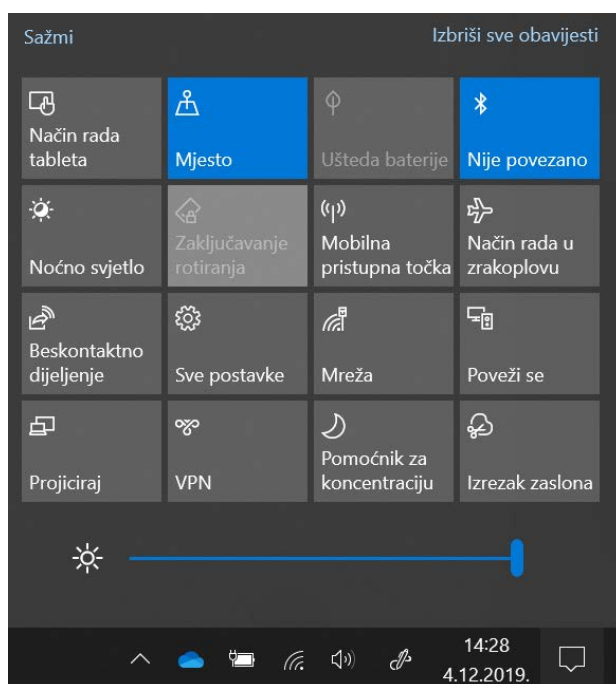 Sažmi
Izbriši sve obavijesti
Način rada
tableta
Mjesto
Ušteda baterije
Nije povezano
Noćno svjetlo
Zaključavanje
rotiranja
Mobilna
pristupna točka
Način rada u
zrakoplovu
Beskontaktno
dijeljenje
Sve postavke
Mreža
Poveži se
Projiciraj
VPN
Pomoćnik za
koncentraciju
Izrezak zaslona
14:28
4.12.2019.